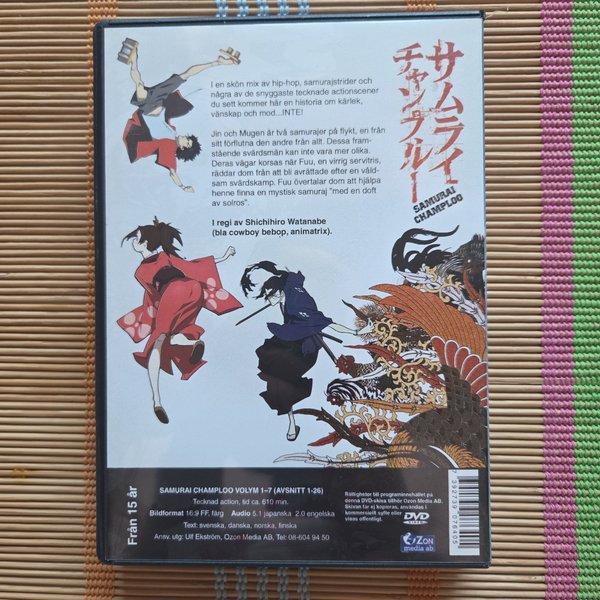 I en skön mix av hip-hop, samurajstrider och
några av de snyggaste tecknade actionscener
du sett kommer här en historia om kärlek,
vänskap och mod...INTE!
Jin och Mugen är två samurajer på flykt, en från
sitt förflutna den andre från allt. Dessa fram-
stående svärdsmän kan inte vara mer olika.
Deras vägar korsas när Fuu, en virrig servitris,
räddar dom från att bli avrättade efter en våld-
sam svärdskamp. Fuu övertalar dom att hjälpa
henne finna en mystisk samuraj "med en doft
av solros".
I regi av Shichihiro Watanabe
(bla cowboy bebop, animatrix).
サムライ
チャンプルー
SAMURAI
CHAMPLOO
Från 15 år
SAMURAI CHAMPLOO VOLYM 1-7 (AVSNITT 1-26)
Tecknad action, tid ca. 610 min.
Bildformat 16:9 FF, färg Audio 5.1 japanska 2.0 engelska
Text: svenska, danska, norska, finska
Ansv. utg: Ulf Ekström, Ozon Media AB, Tel: 08-604 94 50
Rättigheter till programinnehållet på
denna DVD-skiva tillhör Ozon Media AB.
Skivan får ej kopieras, användas i
kommersiellt syfte eller
visas offentligt.
DVD
VIDEO
OZON
media ab
7 392739 076405